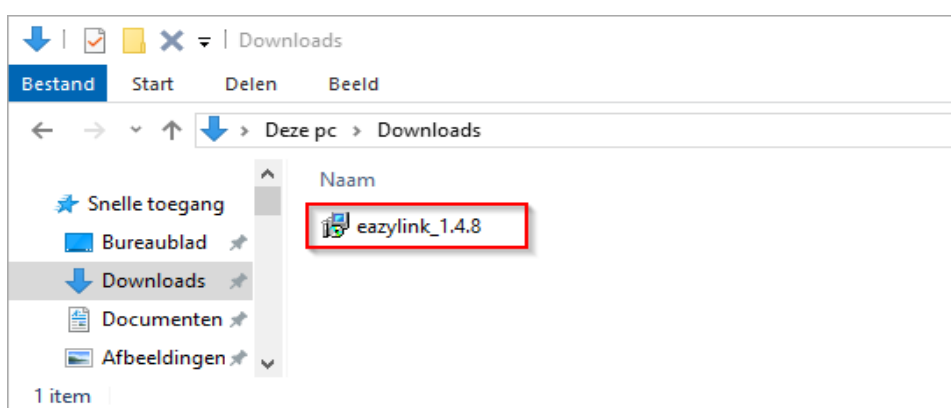 Downloads
Bestand Start Delen Beeld
Deze pc > Downloads
Naam
Snelle toegang
eazylink_1.4.8
Bureaublad
Downloads
Documenten
Afbeeldingen
1 item